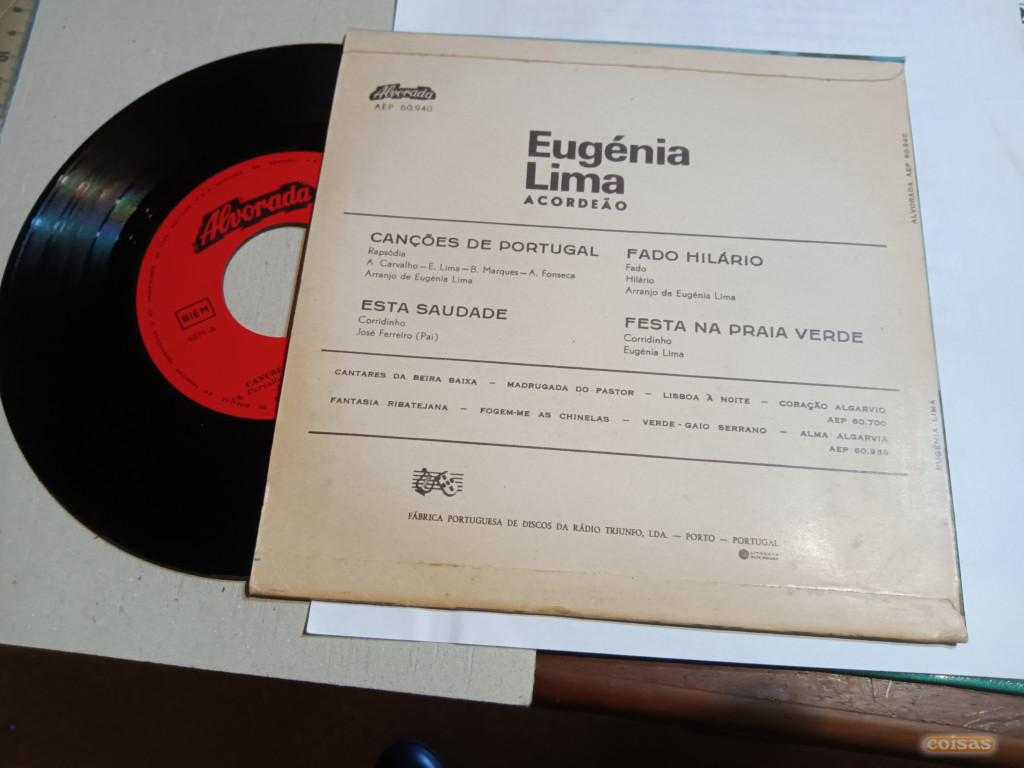 Alvorada
AEP 60.940
Eugénia
Lima
ACORDEÃO
CANÇÕES DE PORTUGAL
Rapsódia
A Carvalho — E. Lima — B. Marques — A. Fonseca
Arranjo de Eugénia Lima
ESTA SAUDADE
Corridinho
José Ferreiro (Pai)
FADO HILÁRIO
Fado
Hilário
Arranjo de Eugénia Lima
FESTA NA PRAIA VERDE
Corridinho
Eugénia Lima
CANTARES DA BEIRA BAIXA — MADRUGADA DO PASTOR — LISBOA À NOITE — CORAÇÃO ALGARVIO
AEP 60.700
FANTASIA RIBATEJANA — FOGEM-ME AS CHINELAS — VERDE-GAIO SERRANO — ALMA ALGARVIA
AEP 60.935
FÁBRICA PORTUGUESA DE DISCOS DA RÁDIO TRIUNFO, LDA. — PORTO — PORTUGAL
ALVORADA AEP 60.940
EUGÉNIA LIMA
Alvorada
BIEM
coisas